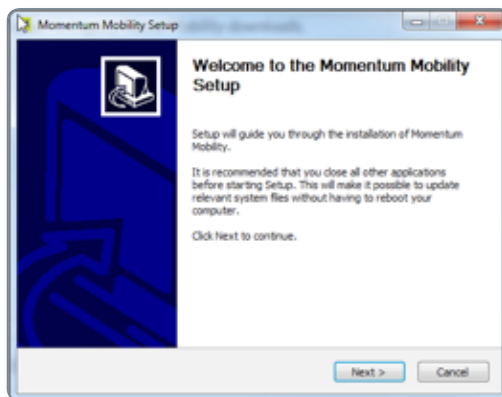 Momentum Mobility Setup
Welcome to the Momentum Mobility
Setup
Setup will guide you through the installation of Momentum
Mobility.
It is recommended that you close all other applications
before starting Setup. This will make it possible to update
relevant system files without having to reboot your
computer.
Click Next to continue.
Next >
Cancel